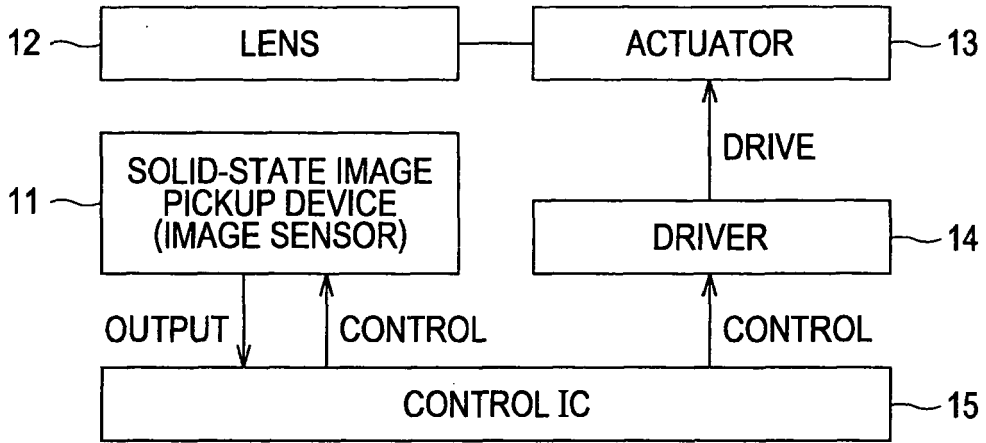 12 LENS ACTUATOR 13
DRIVE
11 SOLID-STATE IMAGE
PICKUP DEVICE
(IMAGE SENSOR)
DRIVER 14
OUTPUT CONTROL CONTROL
CONTROL IC 15